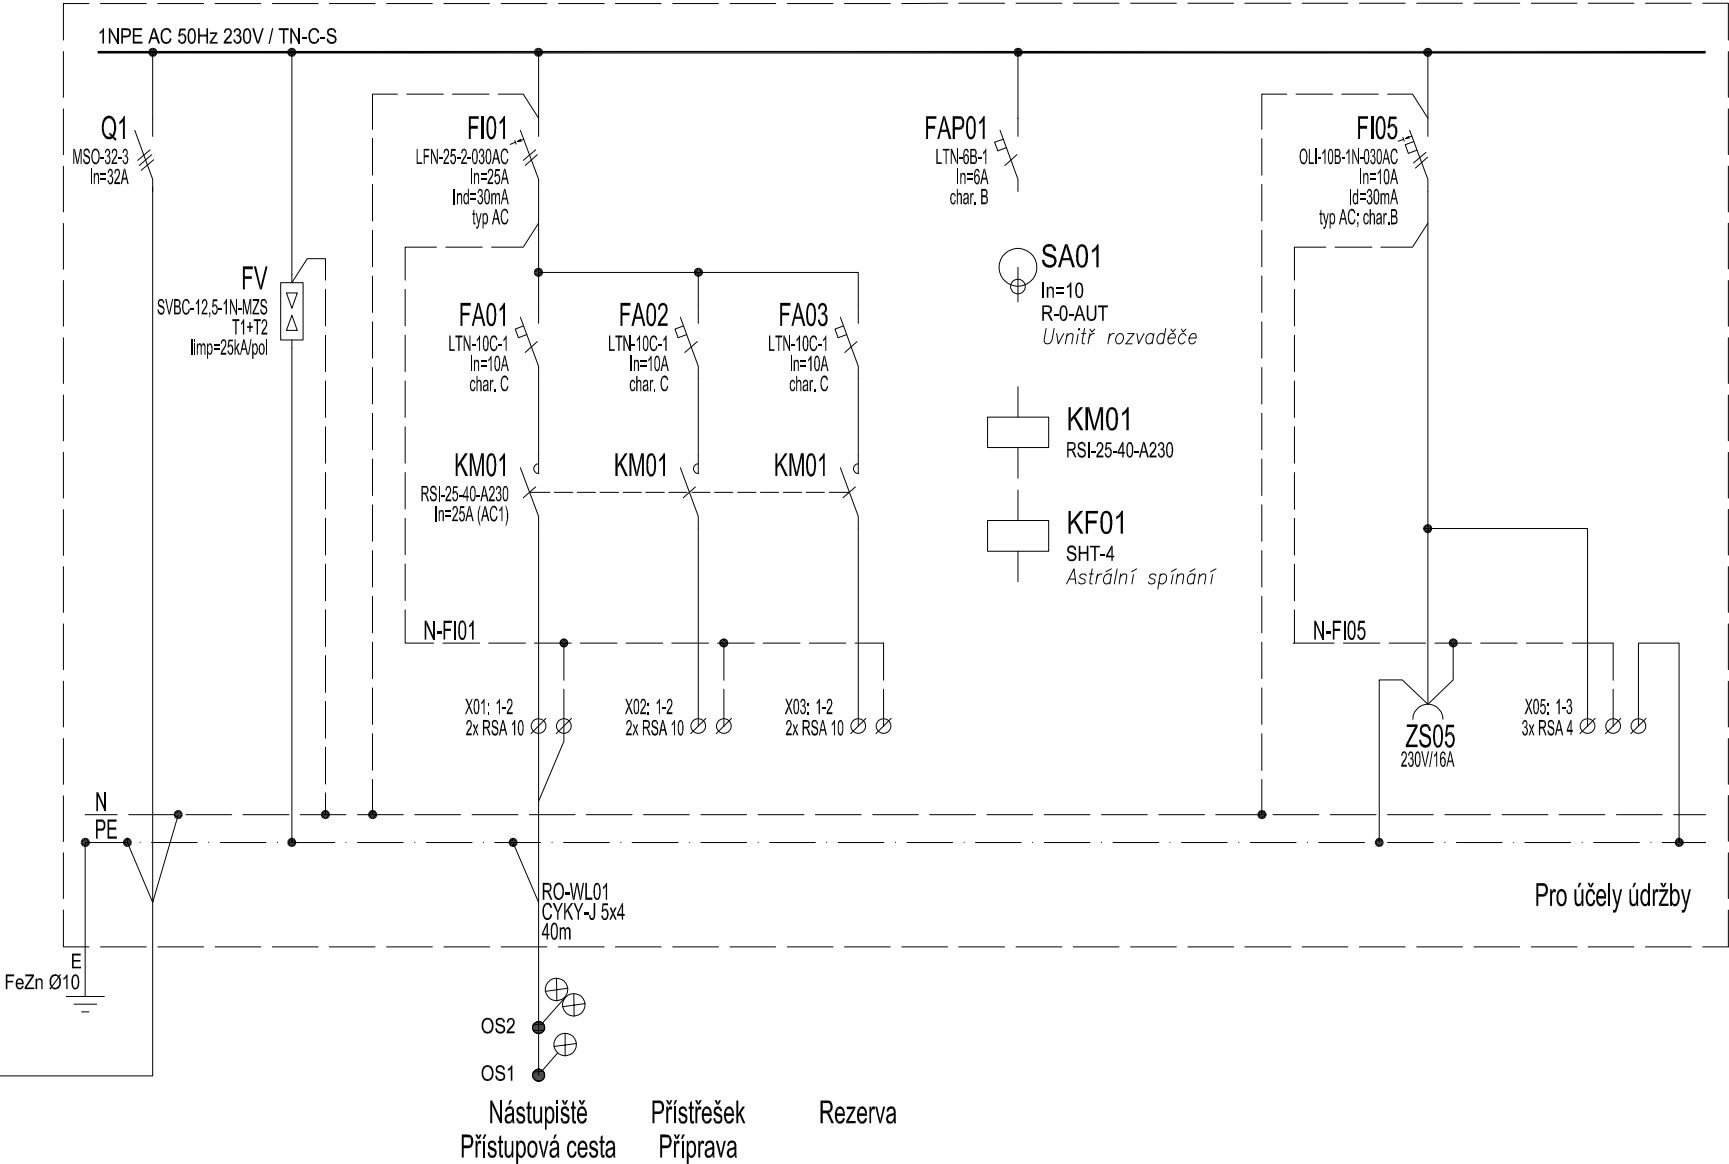 1NPE AC 50Hz 230V / TN-C-S
Q1
MSO-32-3
In=32A
FV
SVBC-12,5-1N-MZS
T1+T2
Iimp=25kA/pol
FI01
LFN-25-2-030AC
In=25A
Ind=30mA
typ AC
FA01
LTN-10C-1
In=10A
char. C
FA02
LTN-10C-1
In=10A
char. C
FA03
LTN-10C-1
In=10A
char. C
KM01
RSI-25-40-A230
In=25A (AC1)
KM01
KM01
N-FI01
X01: 1-2
2x RSA 10
X02: 1-2
2x RSA 10
X03: 1-2
2x RSA 10
FAP01
LTN-6B-1
In=6A
char. B
SA01
In=10
R-0-AUT
Uvnitř rozvaděče
KM01
RSI-25-40-A230
KF01
SHT-4
Astrální spínání
FI05
OLI-10B-1N-030AC
In=10A
Id=30mA
typ AC; char.B
N-FI05
ZS05
230V/16A
X05: 1-3
3x RSA 4
N
PE
RO-WL01
CYKY-J 5x4
40m
Pro účely údržby
E
FeZn Ø10
OS2
OS1
Nástupiště
Přístupová cesta
Přístřešek
Příprava
Rezerva